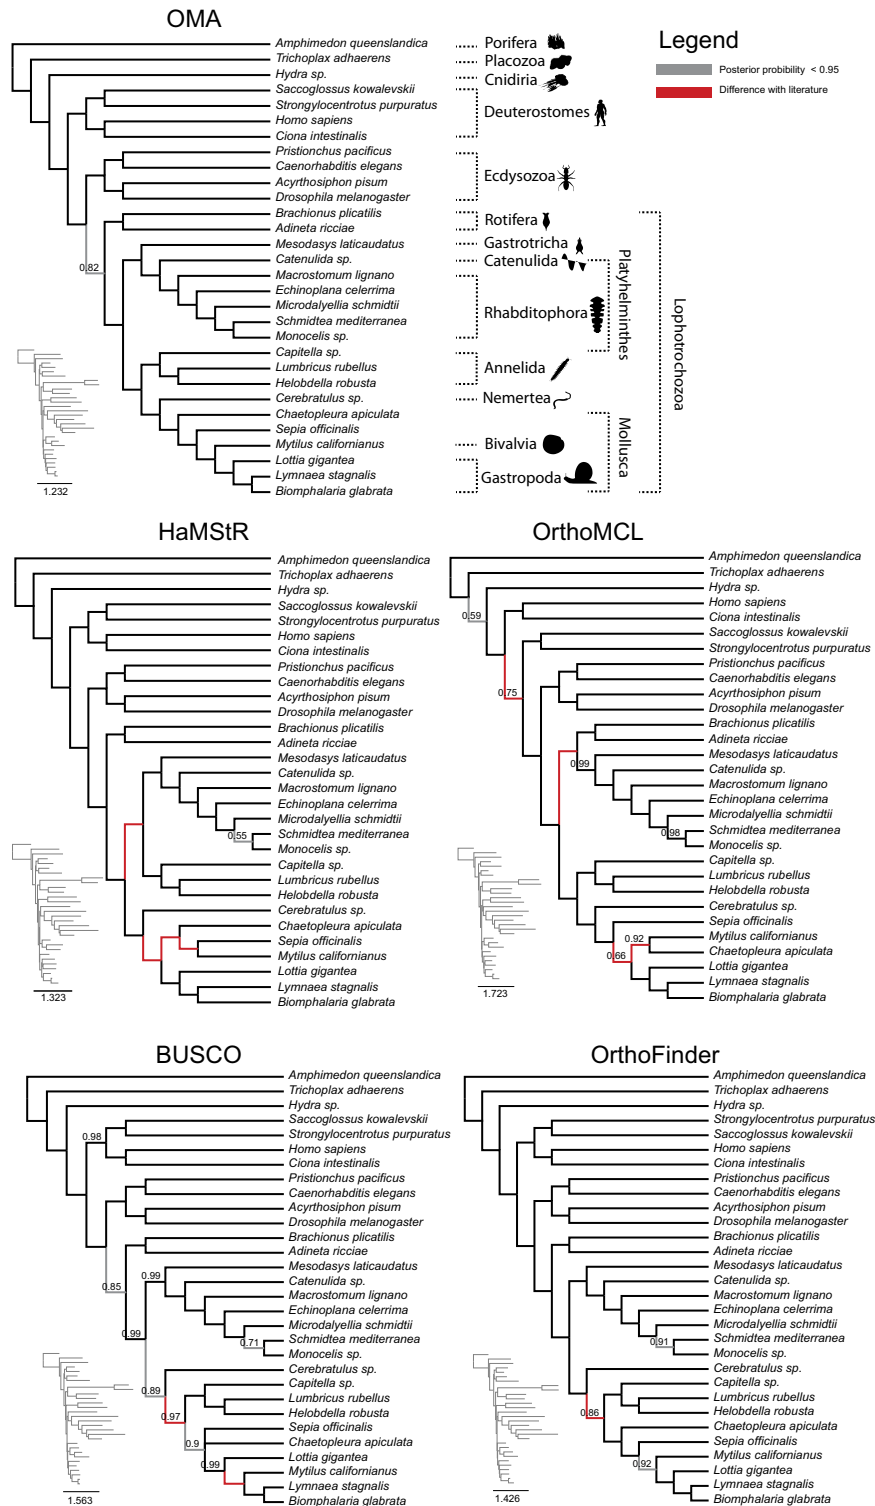 OMA
Amphimedon queenslandica
Trichoplax adhaerens
Hydra sp.
Saccoglossus kowalevskii
Strongylocentrotus purpuratus
Homo sapiens
Ciona intestinalis
Pristionchus pacificus
Caenorhabditis elegans
Acyrthosiphon pisum
Drosophila melanogaster
Brachionus plicatilis
Adineta ricciae
Mesodasys laticaudatus
Catenulida sp.
Macrostomum lignano
Echinoplana celerrima
Microdalyellia schmidtii
Schmidtea mediterranea
Monocelis sp.
Capitella sp.
Lumbricus rubellus
Helobdella robusta
Cerebratulus sp.
Chaetopleura apiculata
Sepia officinalis
Mytilus californianus
Lottia gigantea
Lymnaea stagnalis
Biomphalaria glabrata
0.82
1.232
Porifera
Placozoa
Cnidiria
Deuterostomes
Ecdysozoa
Rotifera
Gastrotricha
Catenulida
Rhabditophora
Annelida
Nemertea
Bivalvia
Gastropoda
Platyhelminthes
Mollusca
Lophotrochozoa
Legend
Posterior probibility < 0.95
Difference with literature
HaMStR
Amphimedon queenslandica
Trichoplax adhaerens
Hydra sp.
Saccoglossus kowalevskii
Strongylocentrotus purpuratus
Homo sapiens
Ciona intestinalis
Pristionchus pacificus
Caenorhabditis elegans
Acyrthosiphon pisum
Drosophila melanogaster
Brachionus plicatilis
Adineta ricciae
Mesodasys laticaudatus
Catenulida sp.
Macrostomum lignano
Echinoplana celerrima
Microdalyellia schmidtii
0.55
Schmidtea mediterranea
Monocelis sp.
Capitella sp.
Lumbricus rubellus
Helobdella robusta
Cerebratulus sp.
Chaetopleura apiculata
Sepia officinalis
Mytilus californianus
Lottia gigantea
Lymnaea stagnalis
Biomphalaria glabrata
1.323
OrthoMCL
Amphimedon queenslandica
Trichoplax adhaerens
Hydra sp.
0.59
Homo sapiens
Ciona intestinalis
Saccoglossus kowalevskii
Strongylocentrotus purpuratus
Pristionchus pacificus
Caenorhabditis elegans
0.75
Acyrthosiphon pisum
Drosophila melanogaster
Brachionus plicatilis
Adineta ricciae
Mesodasys laticaudatus
0.99
Catenulida sp.
Macrostomum lignano
Echinoplana celerrima
Microdalyellia schmidtii
0.98
Schmidtea mediterranea
Monocelis sp.
Capitella sp.
Lumbricus rubellus
Helobdella robusta
Cerebratulus sp.
Sepia officinalis
0.92
Mytilus californianus
0.66
Chaetopleura apiculata
Lottia gigantea
Lymnaea stagnalis
Biomphalaria glabrata
1.723
BUSCO
Amphimedon queenslandica
Trichoplax adhaerens
Hydra sp.
Saccoglossus kowalevskii
0.98
Strongylocentrotus purpuratus
Homo sapiens
Ciona intestinalis
Pristionchus pacificus
Caenorhabditis elegans
Acyrthosiphon pisum
Drosophila melanogaster
Brachionus plicatilis
Adineta ricciae
Mesodasys laticaudatus
0.99
0.85
Catenulida sp.
Macrostomum lignano
Echinoplana celerrima
Microdalyellia schmidtii
0.99
0.71
Schmidtea mediterranea
Monocelis sp.
Cerebratulus sp.
Capitella sp.
0.89
Lumbricus rubellus
Helobdella robusta
0.97
Sepia officinalis
Chaetopleura apiculata
0.9
Lottia gigantea
0.99
Mytilus californianus
Lymnaea stagnalis
Biomphalaria glabrata
1.563
OrthoFinder
Amphimedon queenslandica
Trichoplax adhaerens
Hydra sp.
Strongylocentrotus purpuratus
Saccoglossus kowalevskii
Homo sapiens
Ciona intestinalis
Pristionchus pacificus
Caenorhabditis elegans
Acyrthosiphon pisum
Drosophila melanogaster
Brachionus plicatilis
Adineta ricciae
Mesodasys laticaudatus
Catenulida sp.
Macrostomum lignano
Echinoplana celerrima
Microdalyellia schmidtii
0.91
Schmidtea mediterranea
Monocelis sp.
Cerebratulus sp.
Capitella sp.
Lumbricus rubellus
0.86
Helobdella robusta
Chaetopleura apiculata
Sepia officinalis
Mytilus californianus
0.92
Lottia gigantea
Lymnaea stagnalis
Biomphalaria glabrata
1.426